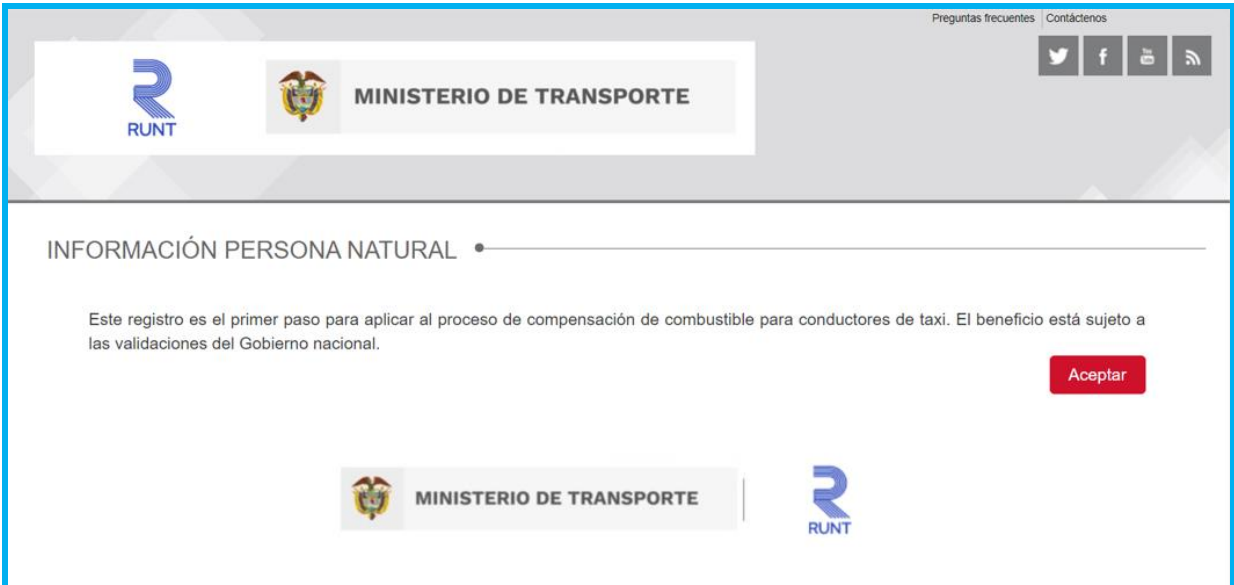 Preguntas frecuentes Contáctenos
RUNT
MINISTERIO DE TRANSPORTE
INFORMACIÓN PERSONA NATURAL
Este registro es el primer paso para aplicar al proceso de compensación de combustible para conductores de taxi. El beneficio está sujeto a
las validaciones del Gobierno nacional.
Aceptar
MINISTERIO DE TRANSPORTE
RUNT